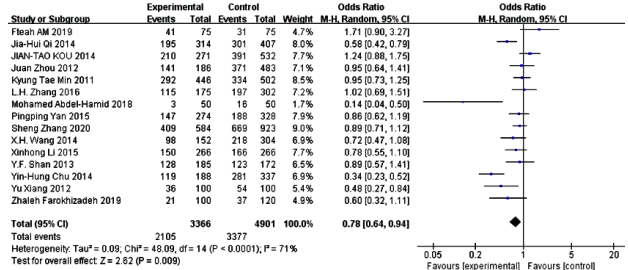 Experimental Control Odds Ratio Odds Ratio
Study or Subgroup Events Total Events Total Weight M-H, Random, 95% CI M-H, Random, 95% CI
Fteah AM 2019 41 75 31 75 4.7% 1.71 [0.90, 3.27]
Jia-Hui Qi 2014 195 314 301 407 7.8% 0.58 [0.42, 0.79]
JIAN-TAO KOU 2014 210 271 391 532 7.4% 1.24 [0.88, 1.75]
Juan Zhou 2012 141 186 371 483 6.9% 0.95 [0.64, 1.41]
Kyung Tae Min 2011 292 446 334 502 8.4% 0.95 [0.73, 1.25]
L.H. Zhang 2016 115 175 197 302 7.0% 1.02 [0.69, 1.51]
Mohamed Abdel-Hamid 2018 3 50 16 50 1.4% 0.14 [0.04, 0.50]
Pingping Yan 2015 147 274 188 328 7.7% 0.86 [0.62, 1.19]
Sheng Zhang 2020 409 584 669 923 8.9% 0.89 [0.71, 1.12]
X.H. Wang 2014 98 152 218 304 6.6% 0.72 [0.47, 1.08]
Xinhong Li 2015 150 266 166 266 7.4% 0.78 [0.55, 1.10]
Y.F. Shan 2013 128 185 123 172 6.2% 0.89 [0.57, 1.41]
Yin-Hung Chu 2014 119 188 281 337 6.7% 0.34 [0.23, 0.52]
Yu Xiang 2012 36 100 54 100 5.3% 0.48 [0.27, 0.84]
Zhaleh Farokhizadeh 2019 21 100 37 120 4.9% 0.60 [0.32, 1.11]
Total (95% CI) 3366 4901 100.0% 0.78 [0.64, 0.94]
Total events 2105 3377
Heterogeneity: Tau² = 0.09; Chi² = 48.09, df = 14 (P < 0.0001); I² = 71%
Test for overall effect: Z = 2.62 (P = 0.009)
0.05 0.2 1 5 20
Favours [experimental] Favours [control]